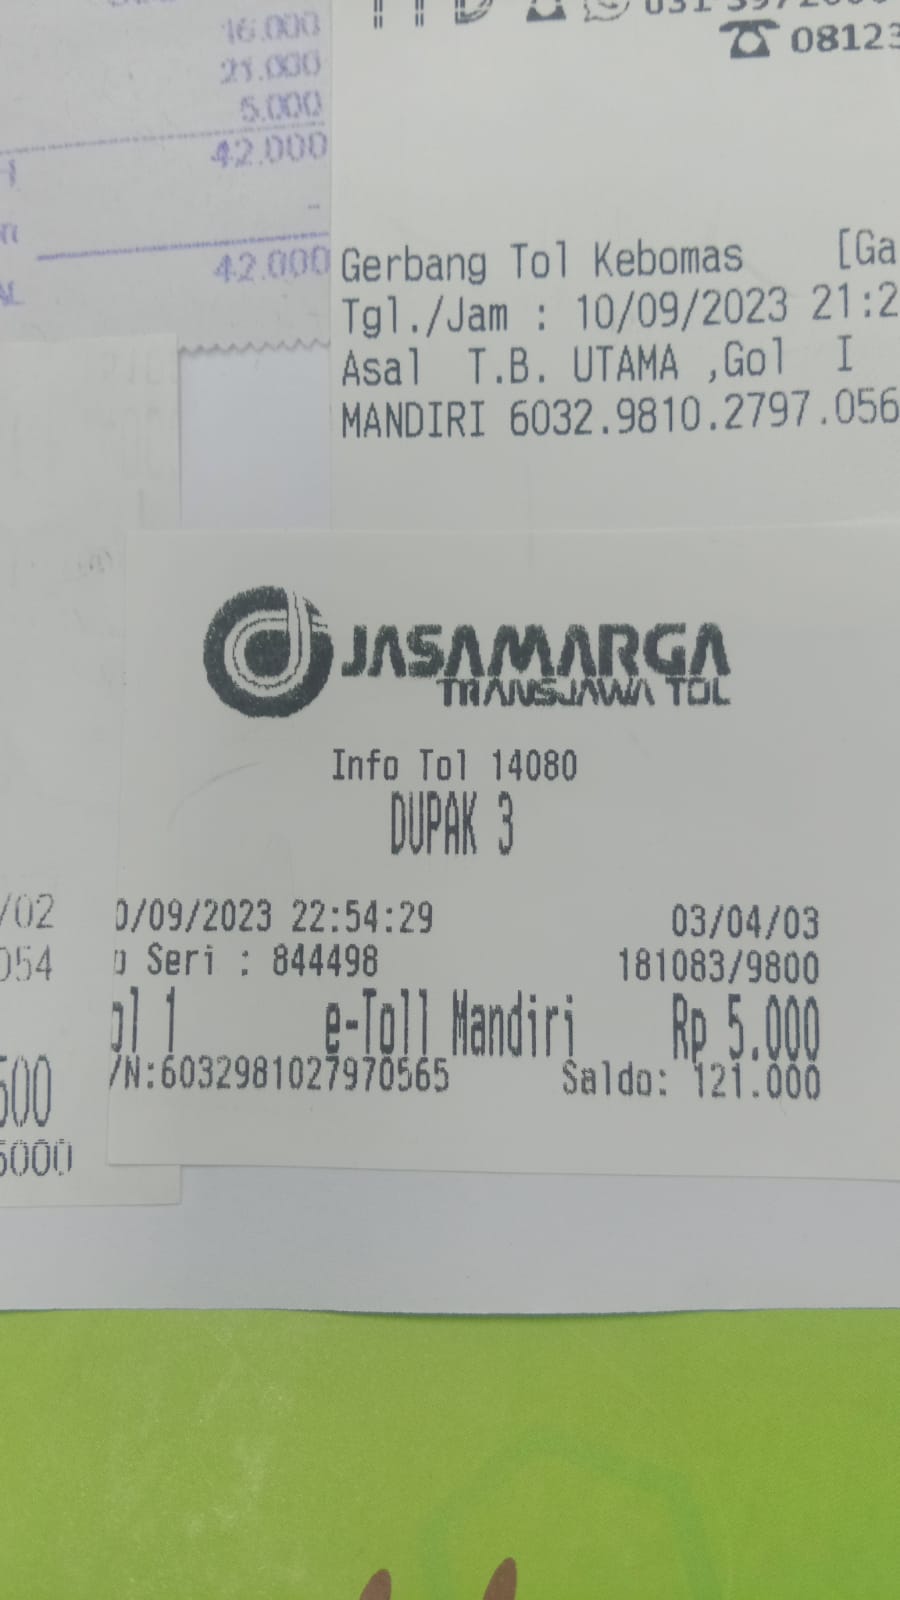 16.000
21.000
5.000
42.000
-
42.000
0812
Gerbang Tol Kebomas [Ga
Tgl./Jam : 10/09/2023 21:2
Asal T.B. UTAMA ,Gol I
MANDIRI 6032.9810.2797.056
JASAMARGA
TRANSJAWA TOL
Info Tol 14080
DUPAK 3
0/09/2023 22:54:29 03/04/03
o Seri : 844498 181083/9800
ol 1 e-Toll Mandiri Rp 5.000
/N:6032981027970565 Saldo: 121.000
/02
054
500
5000